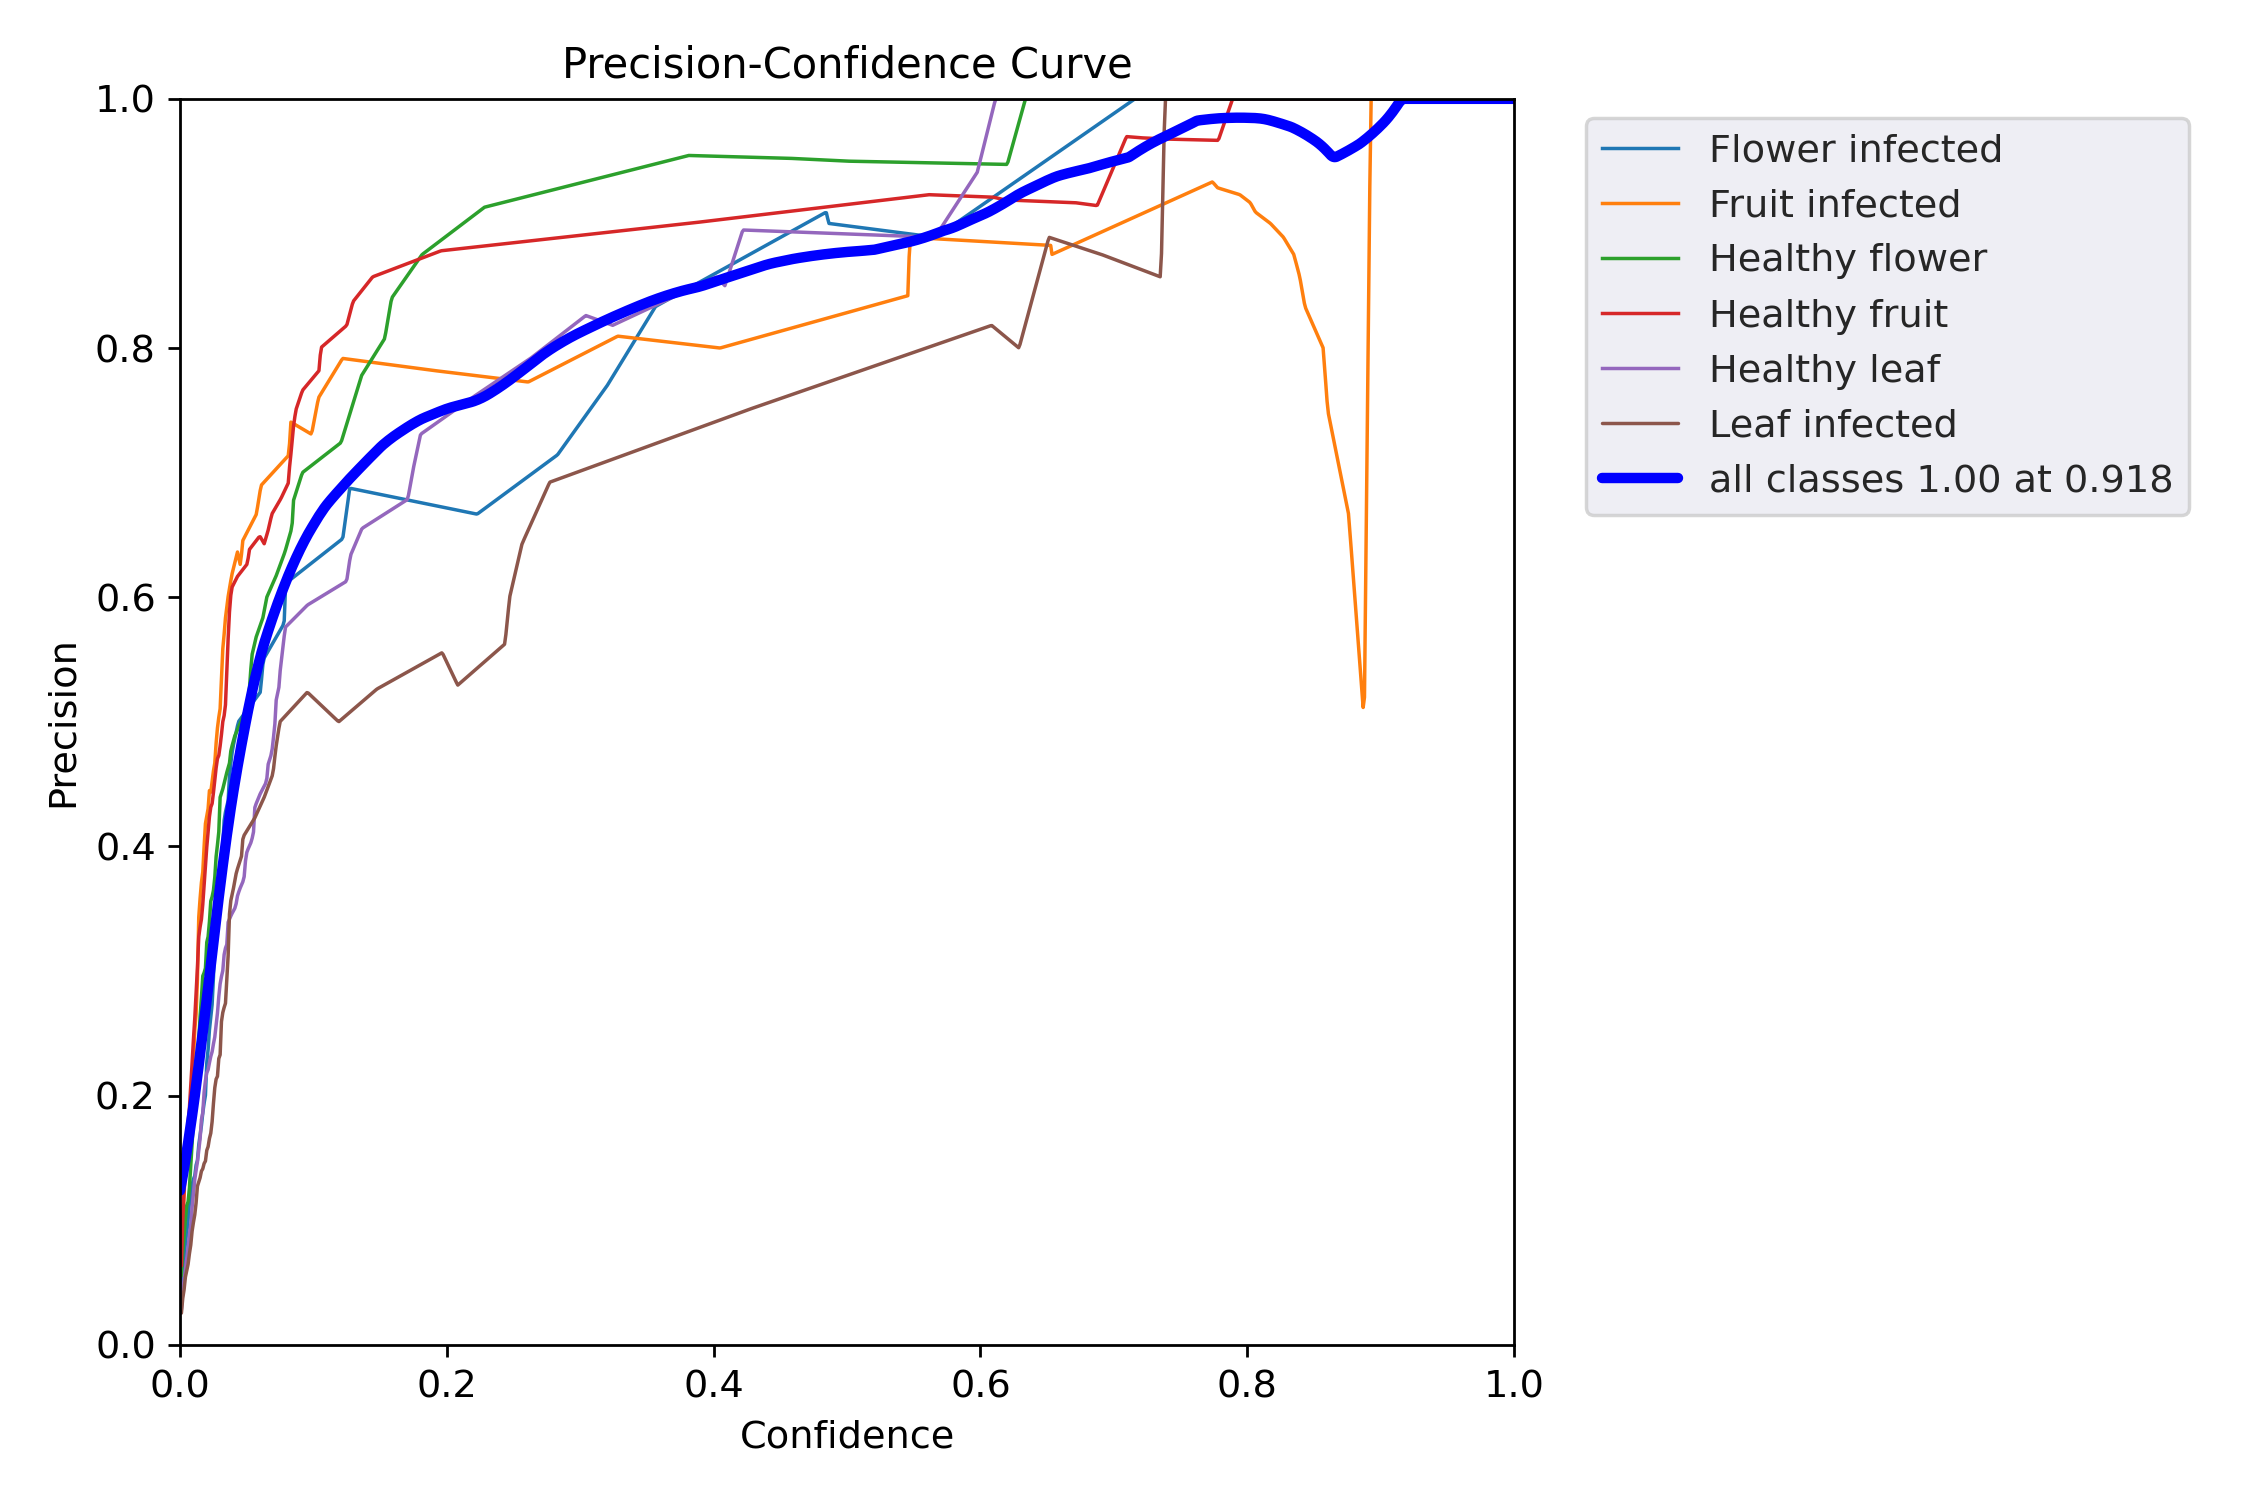 Precision-Confidence Curve
1.0
0.8
0.6
0.4
0.2
0.0
Precision
0.0 0.2 0.4 0.6 0.8 1.0
Confidence
Flower infected
Fruit infected
Healthy flower
Healthy fruit
Healthy leaf
Leaf infected
all classes 1.00 at 0.918